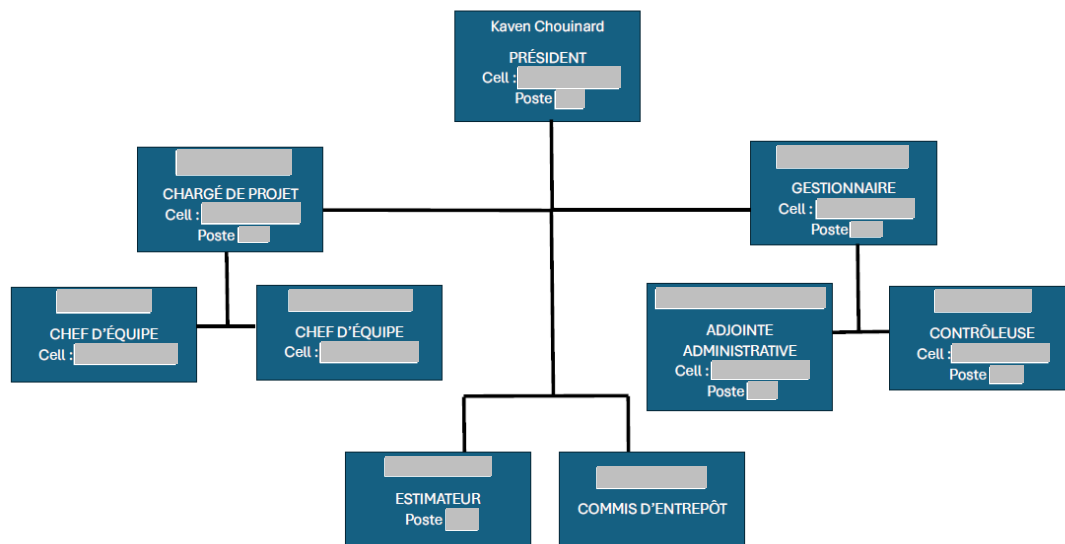 Kaven Chouinard
PRÉSIDENT
Cell :
Poste
CHARGÉ DE PROJET
Cell :
Poste
GESTIONNAIRE
Cell :
Poste
CHEF D'ÉQUIPE
Cell :
CHEF D'ÉQUIPE
Cell :
ADJOINTE
ADMINISTRATIVE
Cell :
Poste
CONTRÔLEUSE
Cell :
Poste
ESTIMATEUR
Poste
COMMIS D'ENTREPÔT